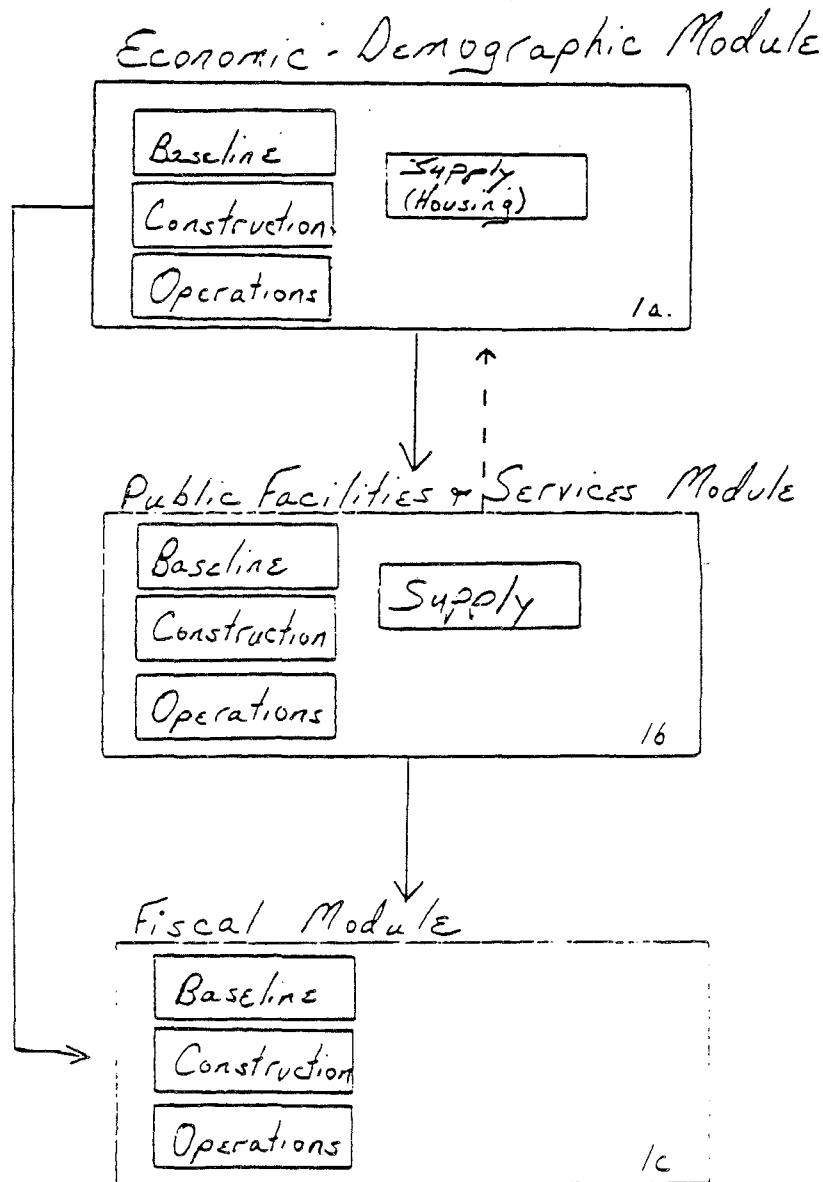 Economic-Demographic Module
Baseline
Supply
(Housing)
Construction
Operations
1a.
Public Facilities & Services Module
Baseline
Supply
Construction
Operations
1b
Fiscal Module
Baseline
Construction
Operations
1c